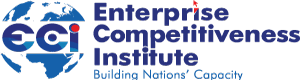 eCi
Enterprise
Competitiveness
Institute
Building Nations' Capacity